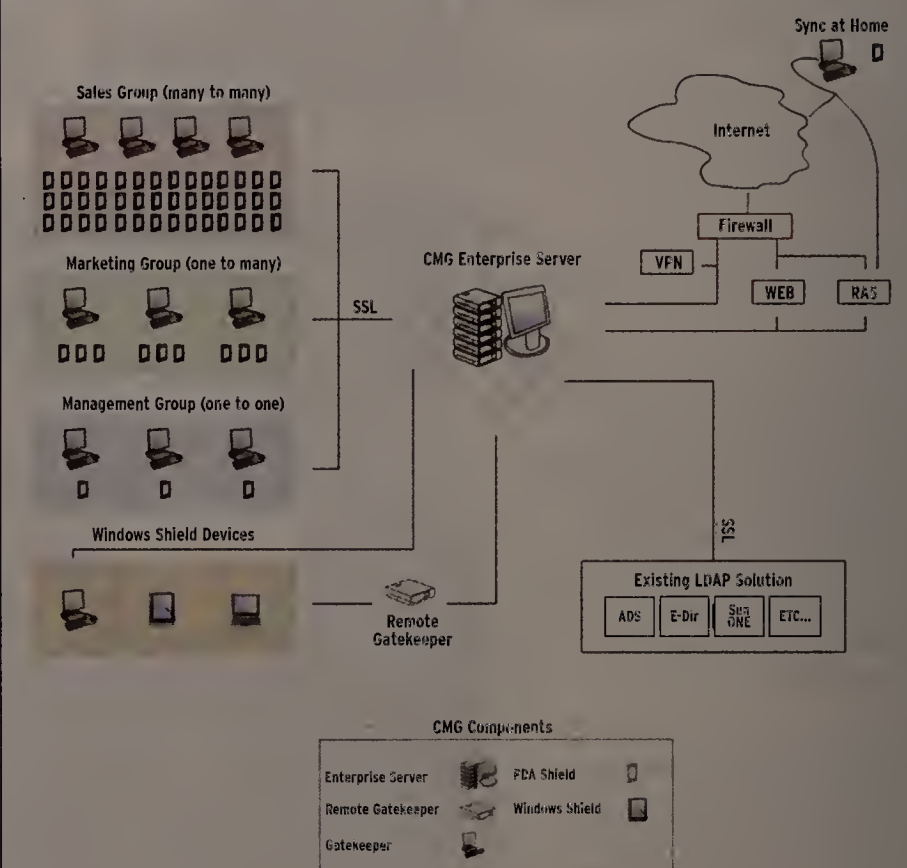 Sync at Home
Sales Group (many to many)
Internet
Firewall
Marketing Group (one to many)
CMG Enterprise Server
VPN
WEB
RAS
SSL
Management Group (one to one)
Windows Shield Devices
SSL
Existing LDAP Solution
ADS
E-Dir
Sun
ONE
ETC...
Remote
Gatekeeper
CMG Components
Enterprise Server
PDA Shield
Remote Gatekeeper
Windows Shield
Gatekeeper